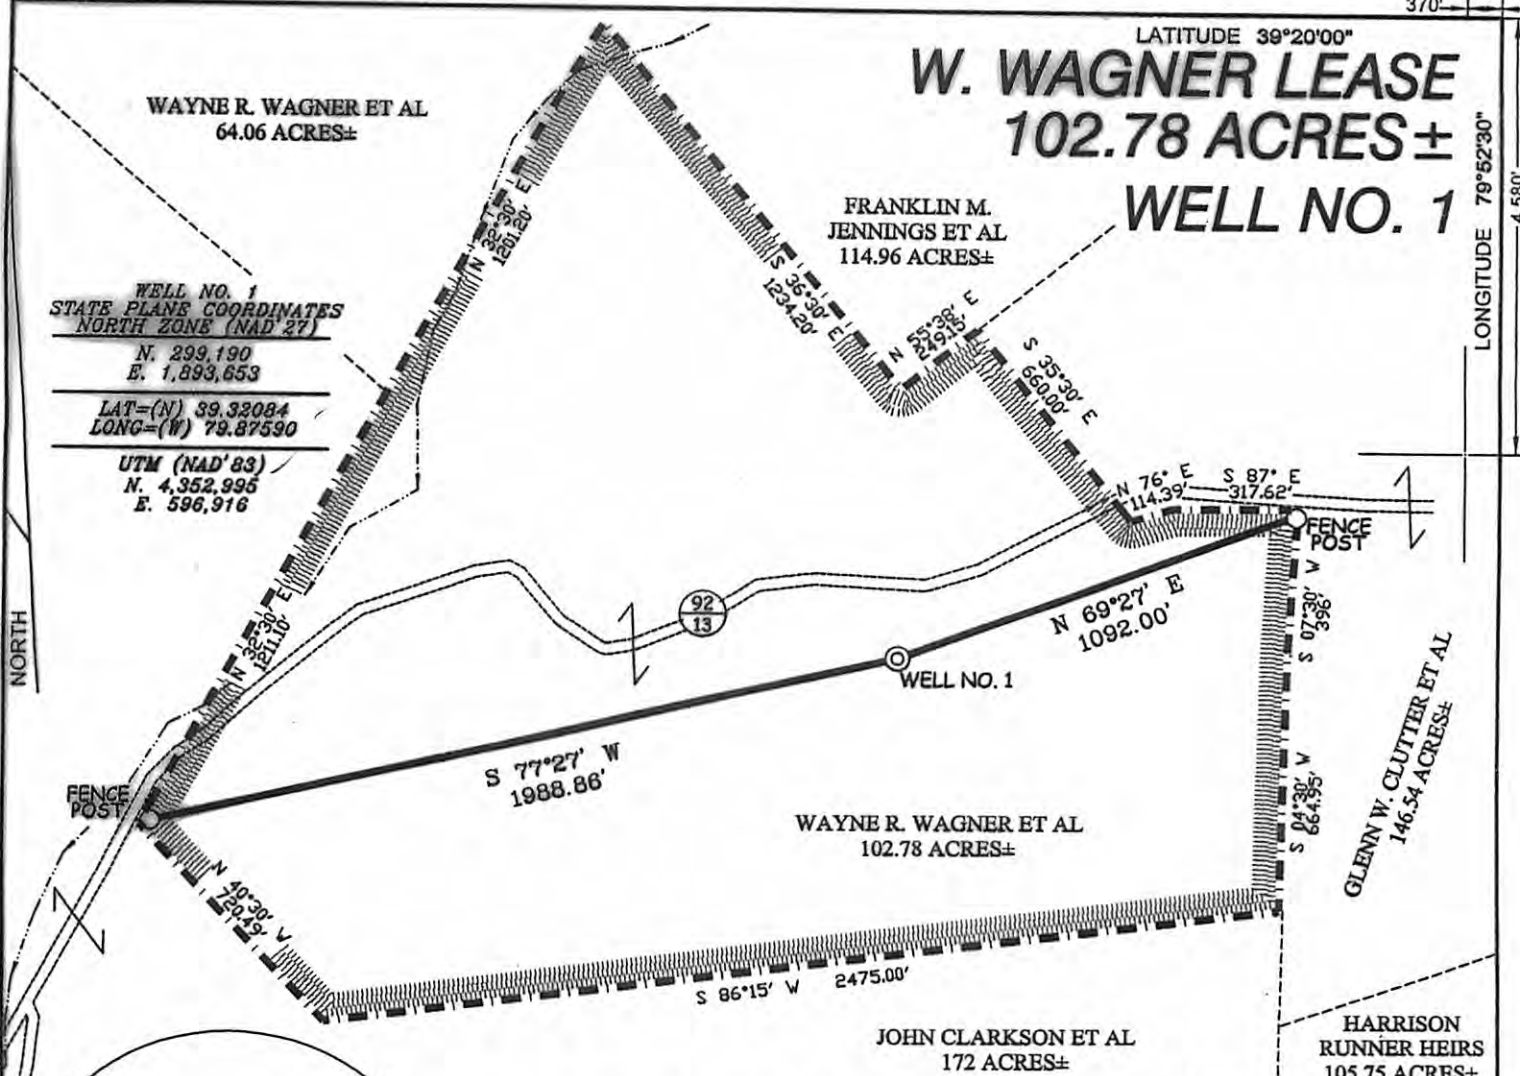 370'
LATITUDE 39°20'00"
W. WAGNER LEASE
102.78 ACRES±
WELL NO. 1
LONGITUDE 79°52'30"
4,580'
WAYNE R. WAGNER ET AL
64.06 ACRES±
FRANKLIN M.
JENNINGS ET AL
114.96 ACRES±
WELL NO. 1
STATE PLANE COORDINATES
NORTH ZONE (NAD'27)
N. 299,190
E. 1,893,653
LAT=(N) 39.32084
LONG=(W) 79.87590
UTM (NAD'83)
N. 4,352,995
E. 596,916
N 32°30' E
1201.20'
S 36°30' E
1234.20'
N 55°38' E
249.15'
S 35°30' E
660.00'
N 76° E
114.39'
S 87° E
317.62'
FENCE
POST
S 07°30' W
396'
NORTH
N 32°30' E
1211.10'
92
13
N 69°27' E
1092.00'
WELL NO. 1
S 77°27' W
1988.86'
FENCE
POST
GLENN W. CLUTTER ET AL
146.54 ACRES±
S 04°30' W
664.95'
WAYNE R. WAGNER ET AL
102.78 ACRES±
N 40°30' W
720.49'
S 86°15' W 2475.00'
JOHN CLARKSON ET AL
172 ACRES±
HARRISON
RUNNER HEIRS
105.75 ACRES±